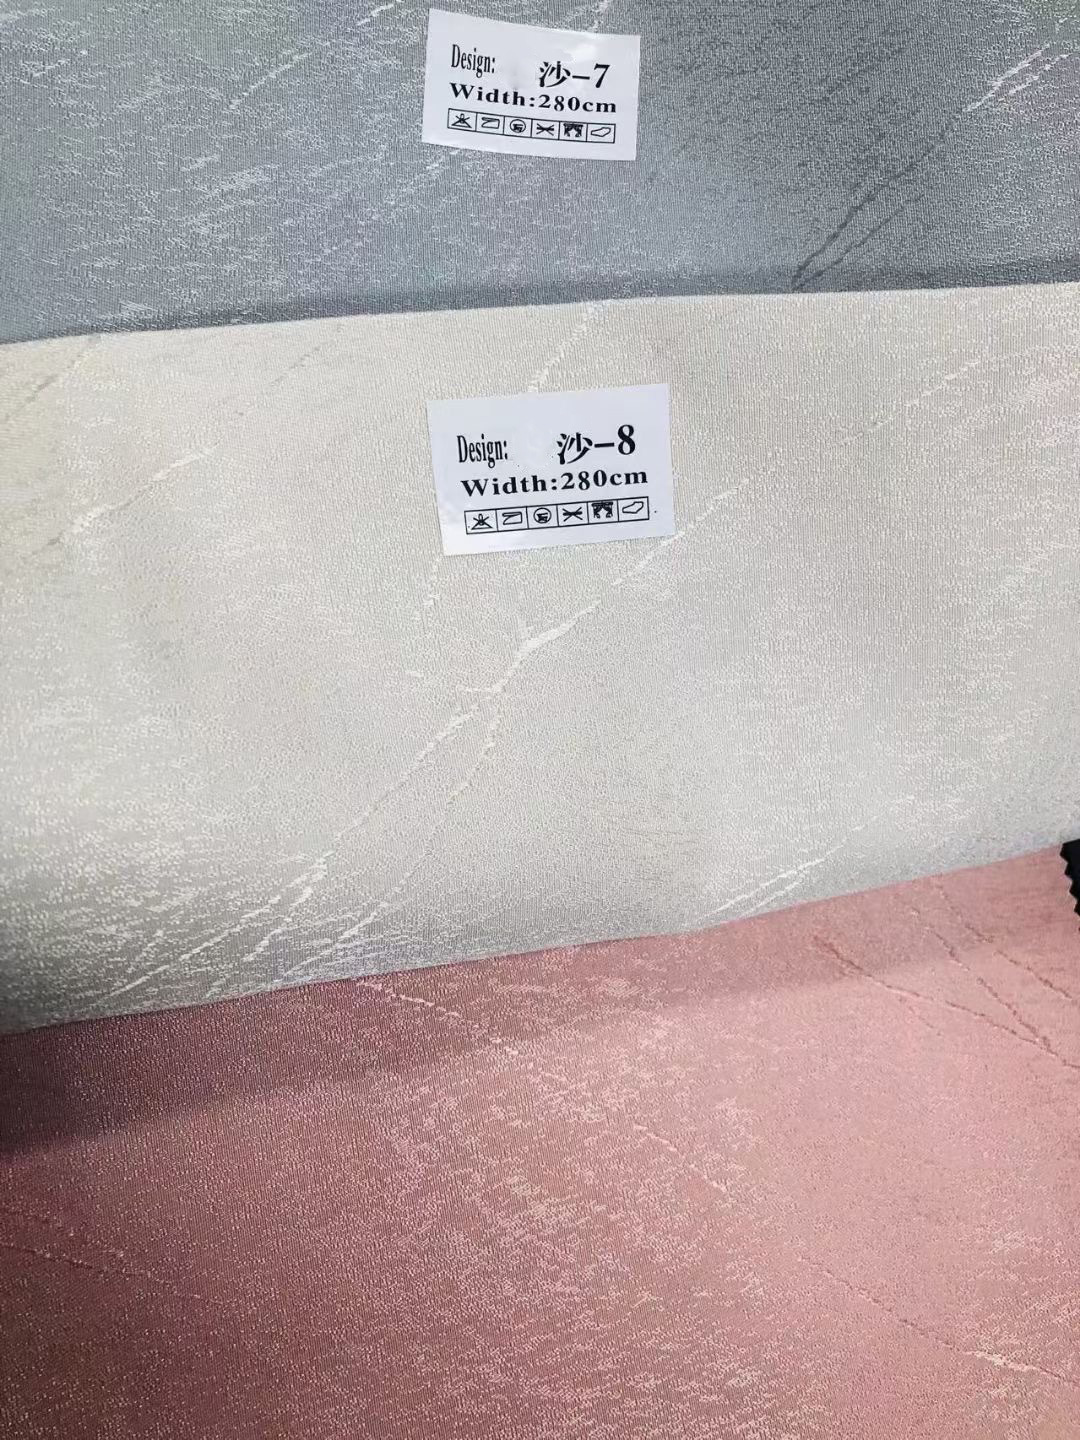 Design: 沙-7
Width:280cm
Design: 沙-8
Width:280cm